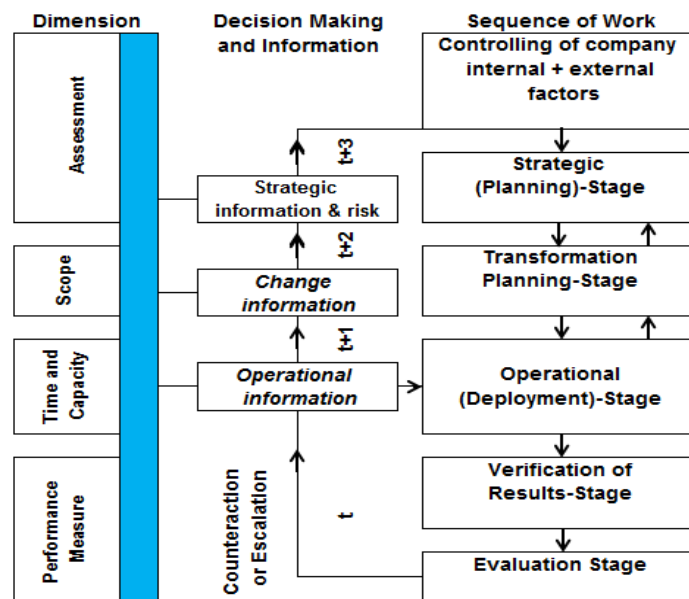 Dimension
Decision Making
and Information
Sequence of Work
Assessment
Scope
Time and
Capacity
Performance
Measure
t+3
Strategic
information & risk
t+2
Change
information
t+1
Operational
information
Counteraction
or Escalation
t
Controlling of company
internal + external
factors
Strategic
(Planning)-Stage
Transformation
Planning-Stage
Operational
(Deployment)-Stage
Verification of
Results-Stage
Evaluation Stage